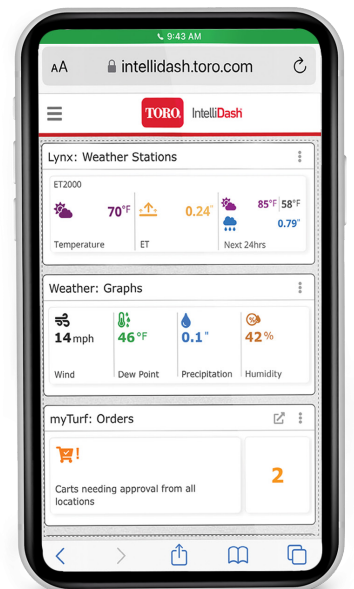 9:43 AM
AA intellidash.toro.com
TORO. IntelliDash
Lynx: Weather Stations
ET2000
70°F 0.24" 85°F 58°F
0.79"
Temperature ET Next 24hrs
Weather: Graphs
14 mph 46°F 0.1" 42%
Wind Dew Point Precipitation Humidity
myTurf: Orders
!
2
Carts needing approval from all
locations